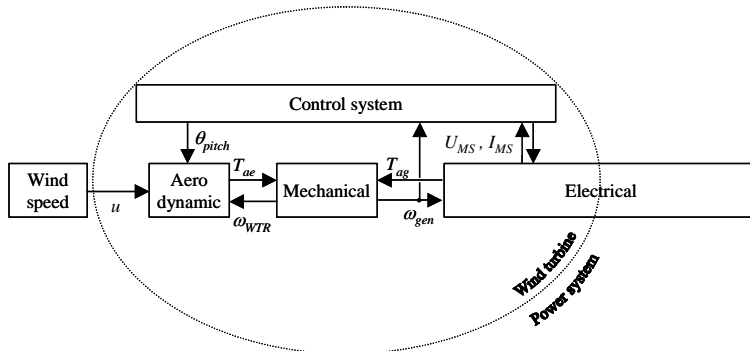 Control system
θpitch
UMS , IMS
Wind
speed
u
Aero
dynamic
Tae
ωWTR
Mechanical
Tag
ωgen
Electrical
Wind turbine
Power system